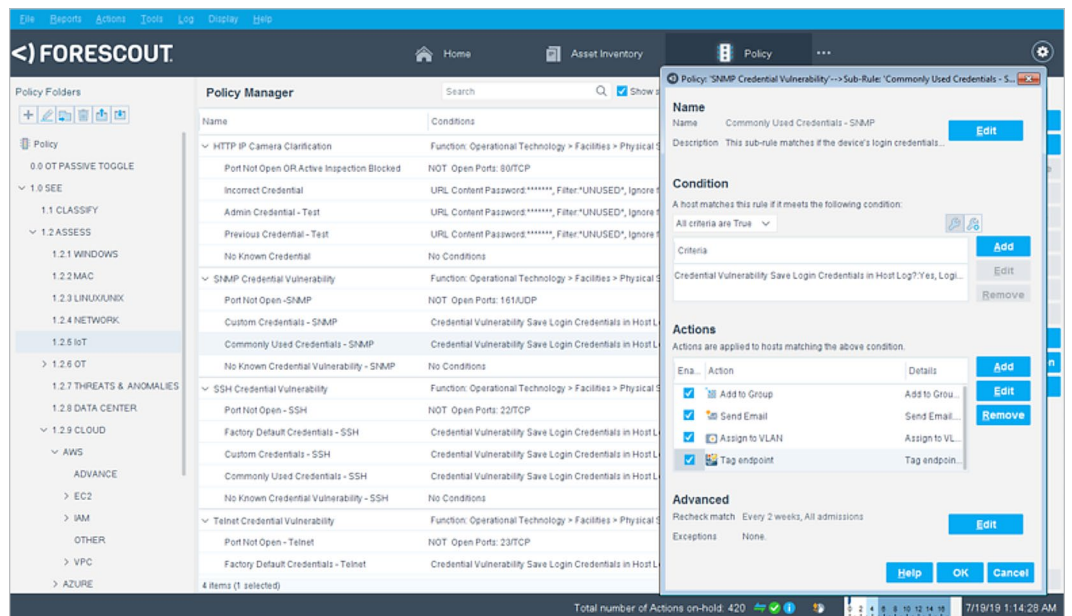 File Reports Actions Tools Log Display Help
<) FORESCOUT.
Home
Asset Inventory
Policy
...
Policy Folders
Policy
0.0 OT PASSIVE TOGGLE
1.0 SEE
1.1 CLASSIFY
1.2 ASSESS
1.2.1 WINDOWS
1.2.2 MAC
1.2.3 LINUX/UNIX
1.2.4 NETWORK
1.2.5 IoT
1.2.6 OT
1.2.7 THREATS & ANOMALIES
1.2.8 DATA CENTER
1.2.9 CLOUD
AWS
ADVANCE
EC2
IAM
OTHER
VPC
AZURE
Policy Manager
Search
Show s
Name Conditions
HTTP IP Camera Clarification Function: Operational Technology > Facilities > Physical S
Port Not Open OR Active Inspection Blocked NOT Open Ports: 80/TCP
Incorrect Credential URL Content Password:*******, Filter:"UNUSED", Ignore f
Admin Credential - Test URL Content Password:*******, Filter:"UNUSED", Ignore f
Previous Credential - Test URL Content Password:*******, Filter:"UNUSED", Ignore f
No Known Credential No Conditions
SNMP Credential Vulnerability Function: Operational Technology > Facilities > Physical S
Port Not Open -SNMP NOT Open Ports: 161/UDP
Custom Credentials - SNMP Credential Vulnerability Save Login Credentials in Host L
Commonly Used Credentials - SNMP Credential Vulnerability Save Login Credentials in Host L
No Known Credential Vulnerability - SNMP No Conditions
SSH Credential Vulnerability Function: Operational Technology > Facilities > Physical S
Port Not Open - SSH NOT Open Ports: 22/TCP
Factory Default Credentials - SSH Credential Vulnerability Save Login Credentials in Host L
Custom Credentials - SSH Credential Vulnerability Save Login Credentials in Host L
Commonly Used Credentials - SSH Credential Vulnerability Save Login Credentials in Host L
No Known Credential Vulnerability - SSH No Conditions
Telnet Credential Vulnerability Function: Operational Technology > Facilities > Physical S
Port Not Open - Telnet NOT Open Ports: 23/TCP
Factory Default Credentials - Telnet Credential Vulnerability Save Login Credentials in Host L
4 items (1 selected)
Policy: 'SNMP Credential Vulnerability'-->Sub-Rule: 'Commonly Used Credentials - S...
Name
Name Commonly Used Credentials - SNMP
Edit
Description This sub-rule matches if the device's login credentials...
Condition
A host matches this rule if it meets the following condition:
All criteria are True
Criteria
Add
Credential Vulnerability Save Login Credentials in Host Log?:Yes, Logi...
Edit
Remove
Actions
Actions are applied to hosts matching the above condition.
Ena... Action Details
Add
Add to Group Add to Grou...
Edit
Send Email Send Email...
Remove
Assign to VLAN Assign to VL...
Tag endpoint Tag endpoin...
Advanced
Recheck match Every 2 weeks, All admissions
Edit
Exceptions None.
Help OK Cancel
Total number of Actions on-hold: 420
0 2 4 6 8 10 12 14 16
7/19/19 1:14:28 AM